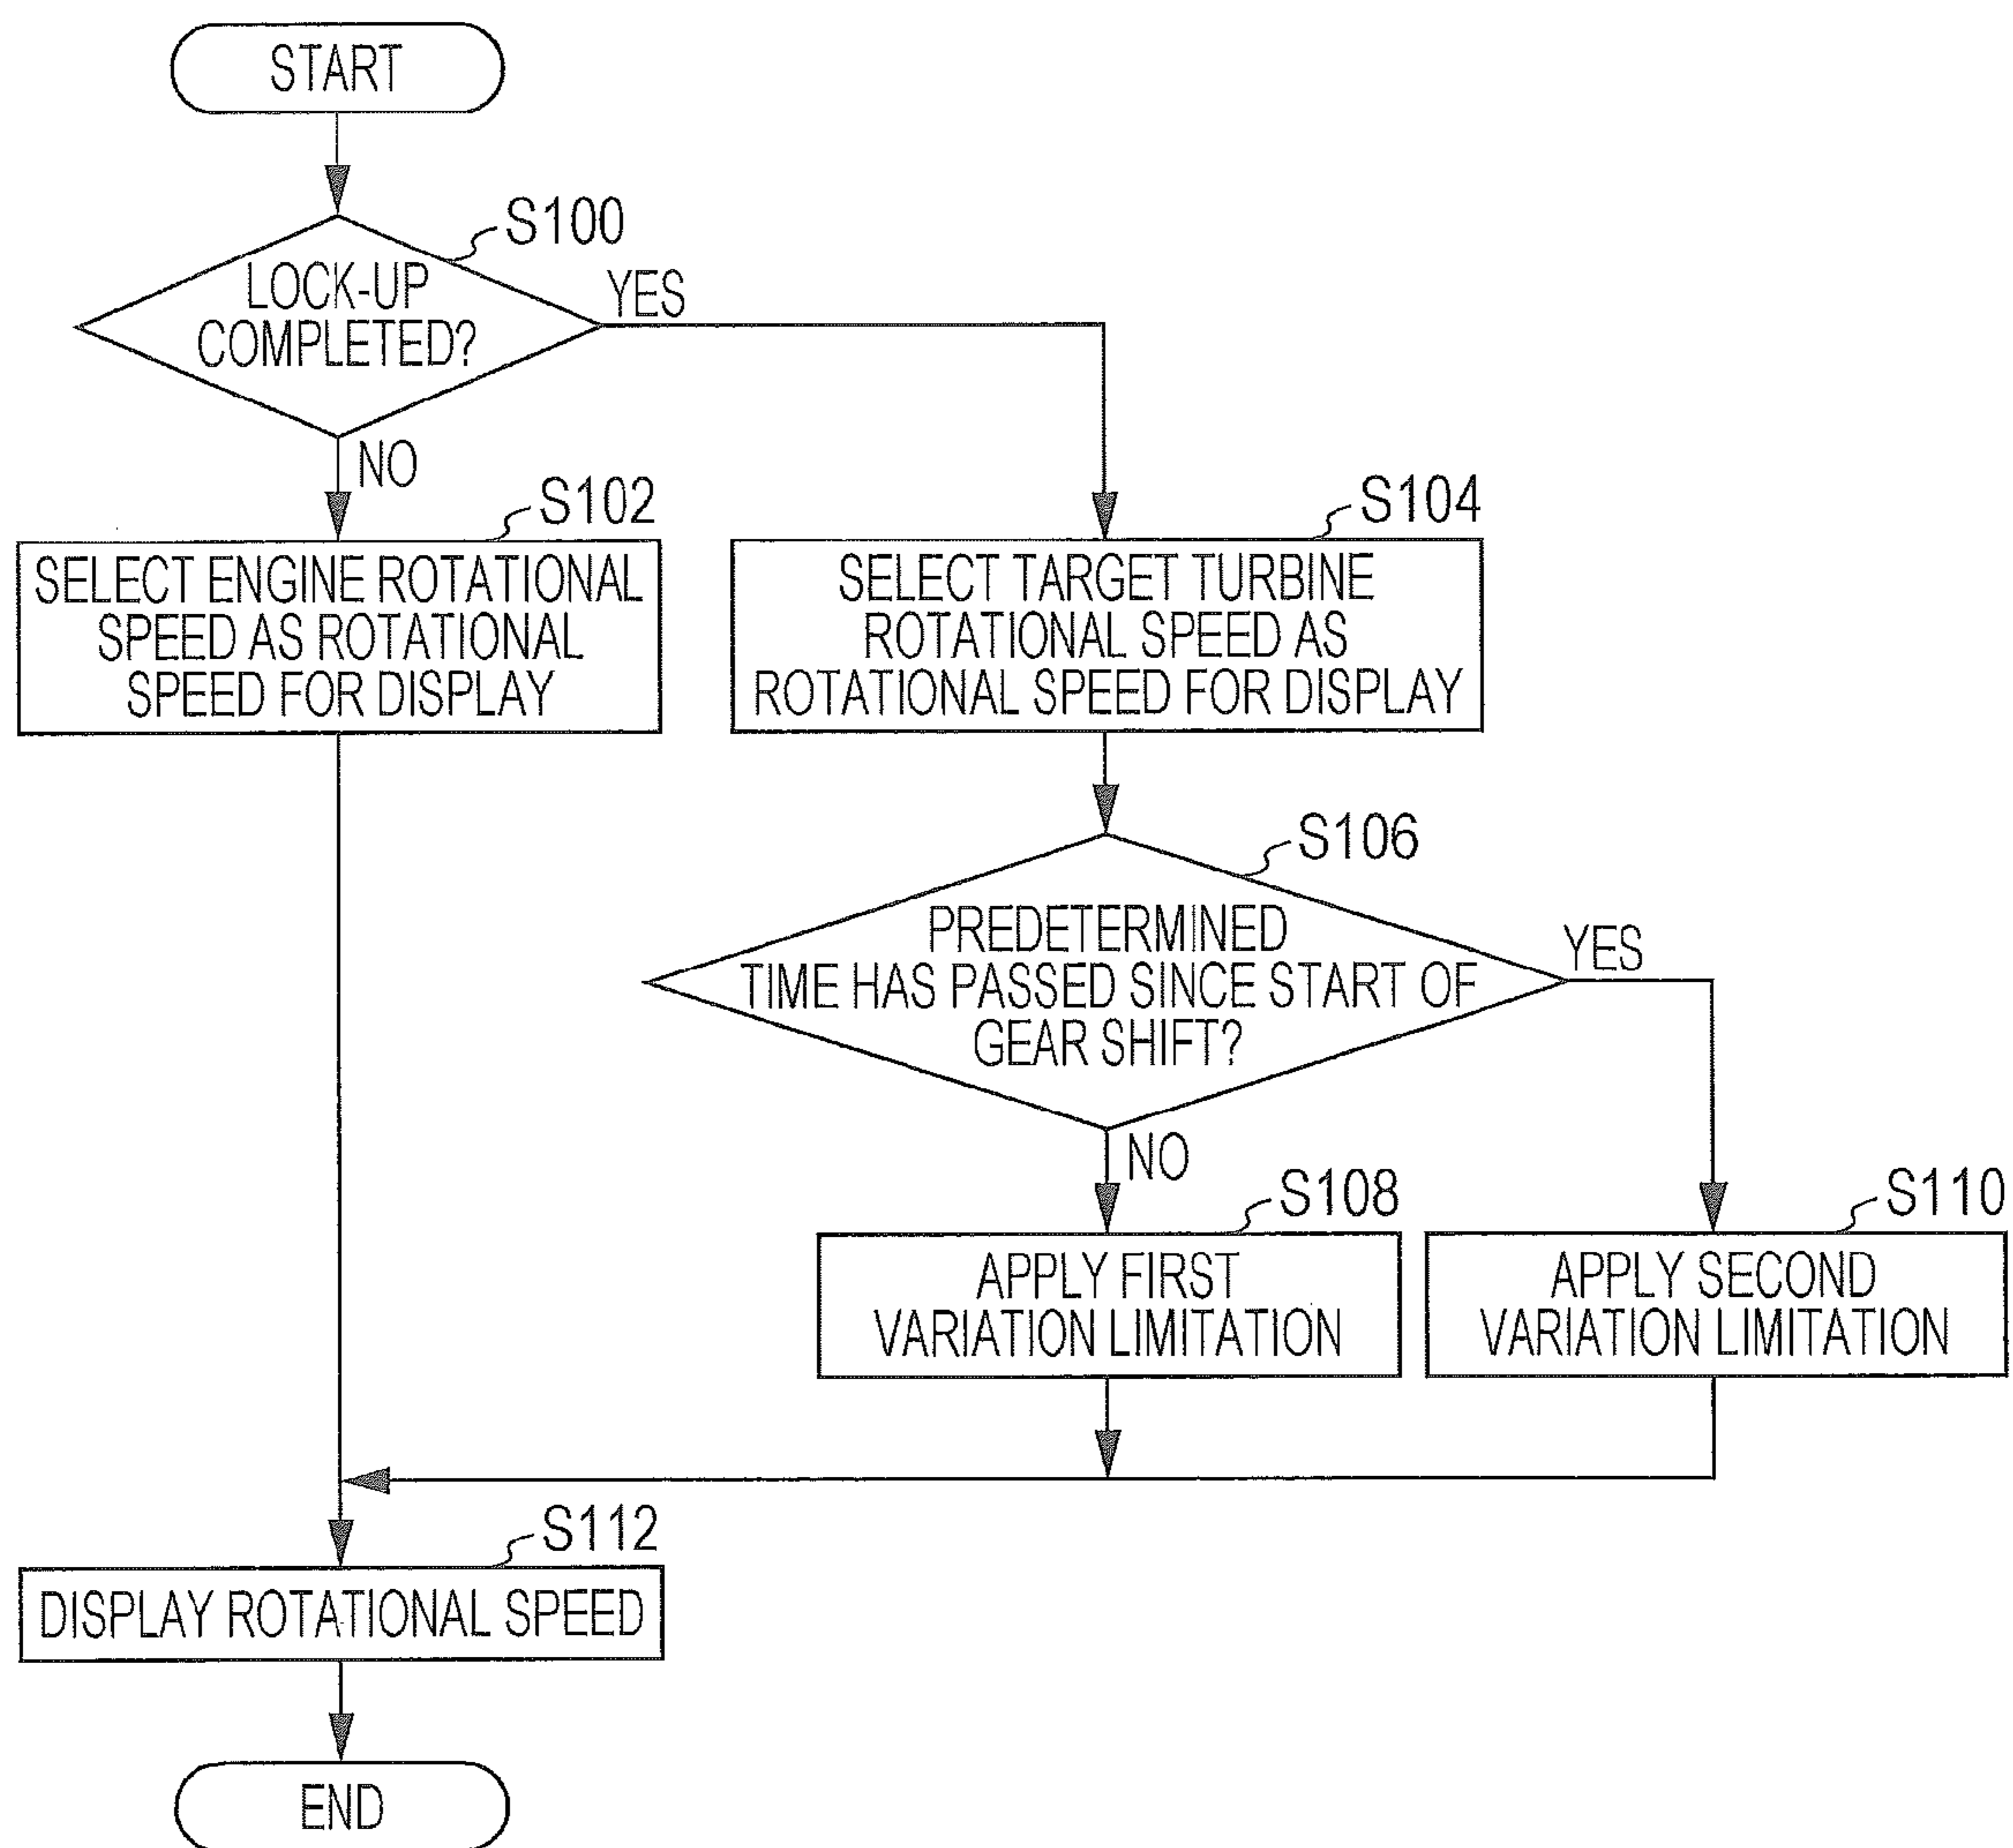 START
S100
LOCK-UP
COMPLETED?
YES
NO
S102
SELECT ENGINE ROTATIONAL
SPEED AS ROTATIONAL
SPEED FOR DISPLAY
S104
SELECT TARGET TURBINE
ROTATIONAL SPEED AS
ROTATIONAL SPEED FOR DISPLAY
S106
PREDETERMINED
TIME HAS PASSED SINCE START OF
GEAR SHIFT?
YES
NO
S108
APPLY FIRST
VARIATION LIMITATION
S110
APPLY SECOND
VARIATION LIMITATION
S112
DISPLAY ROTATIONAL SPEED
END